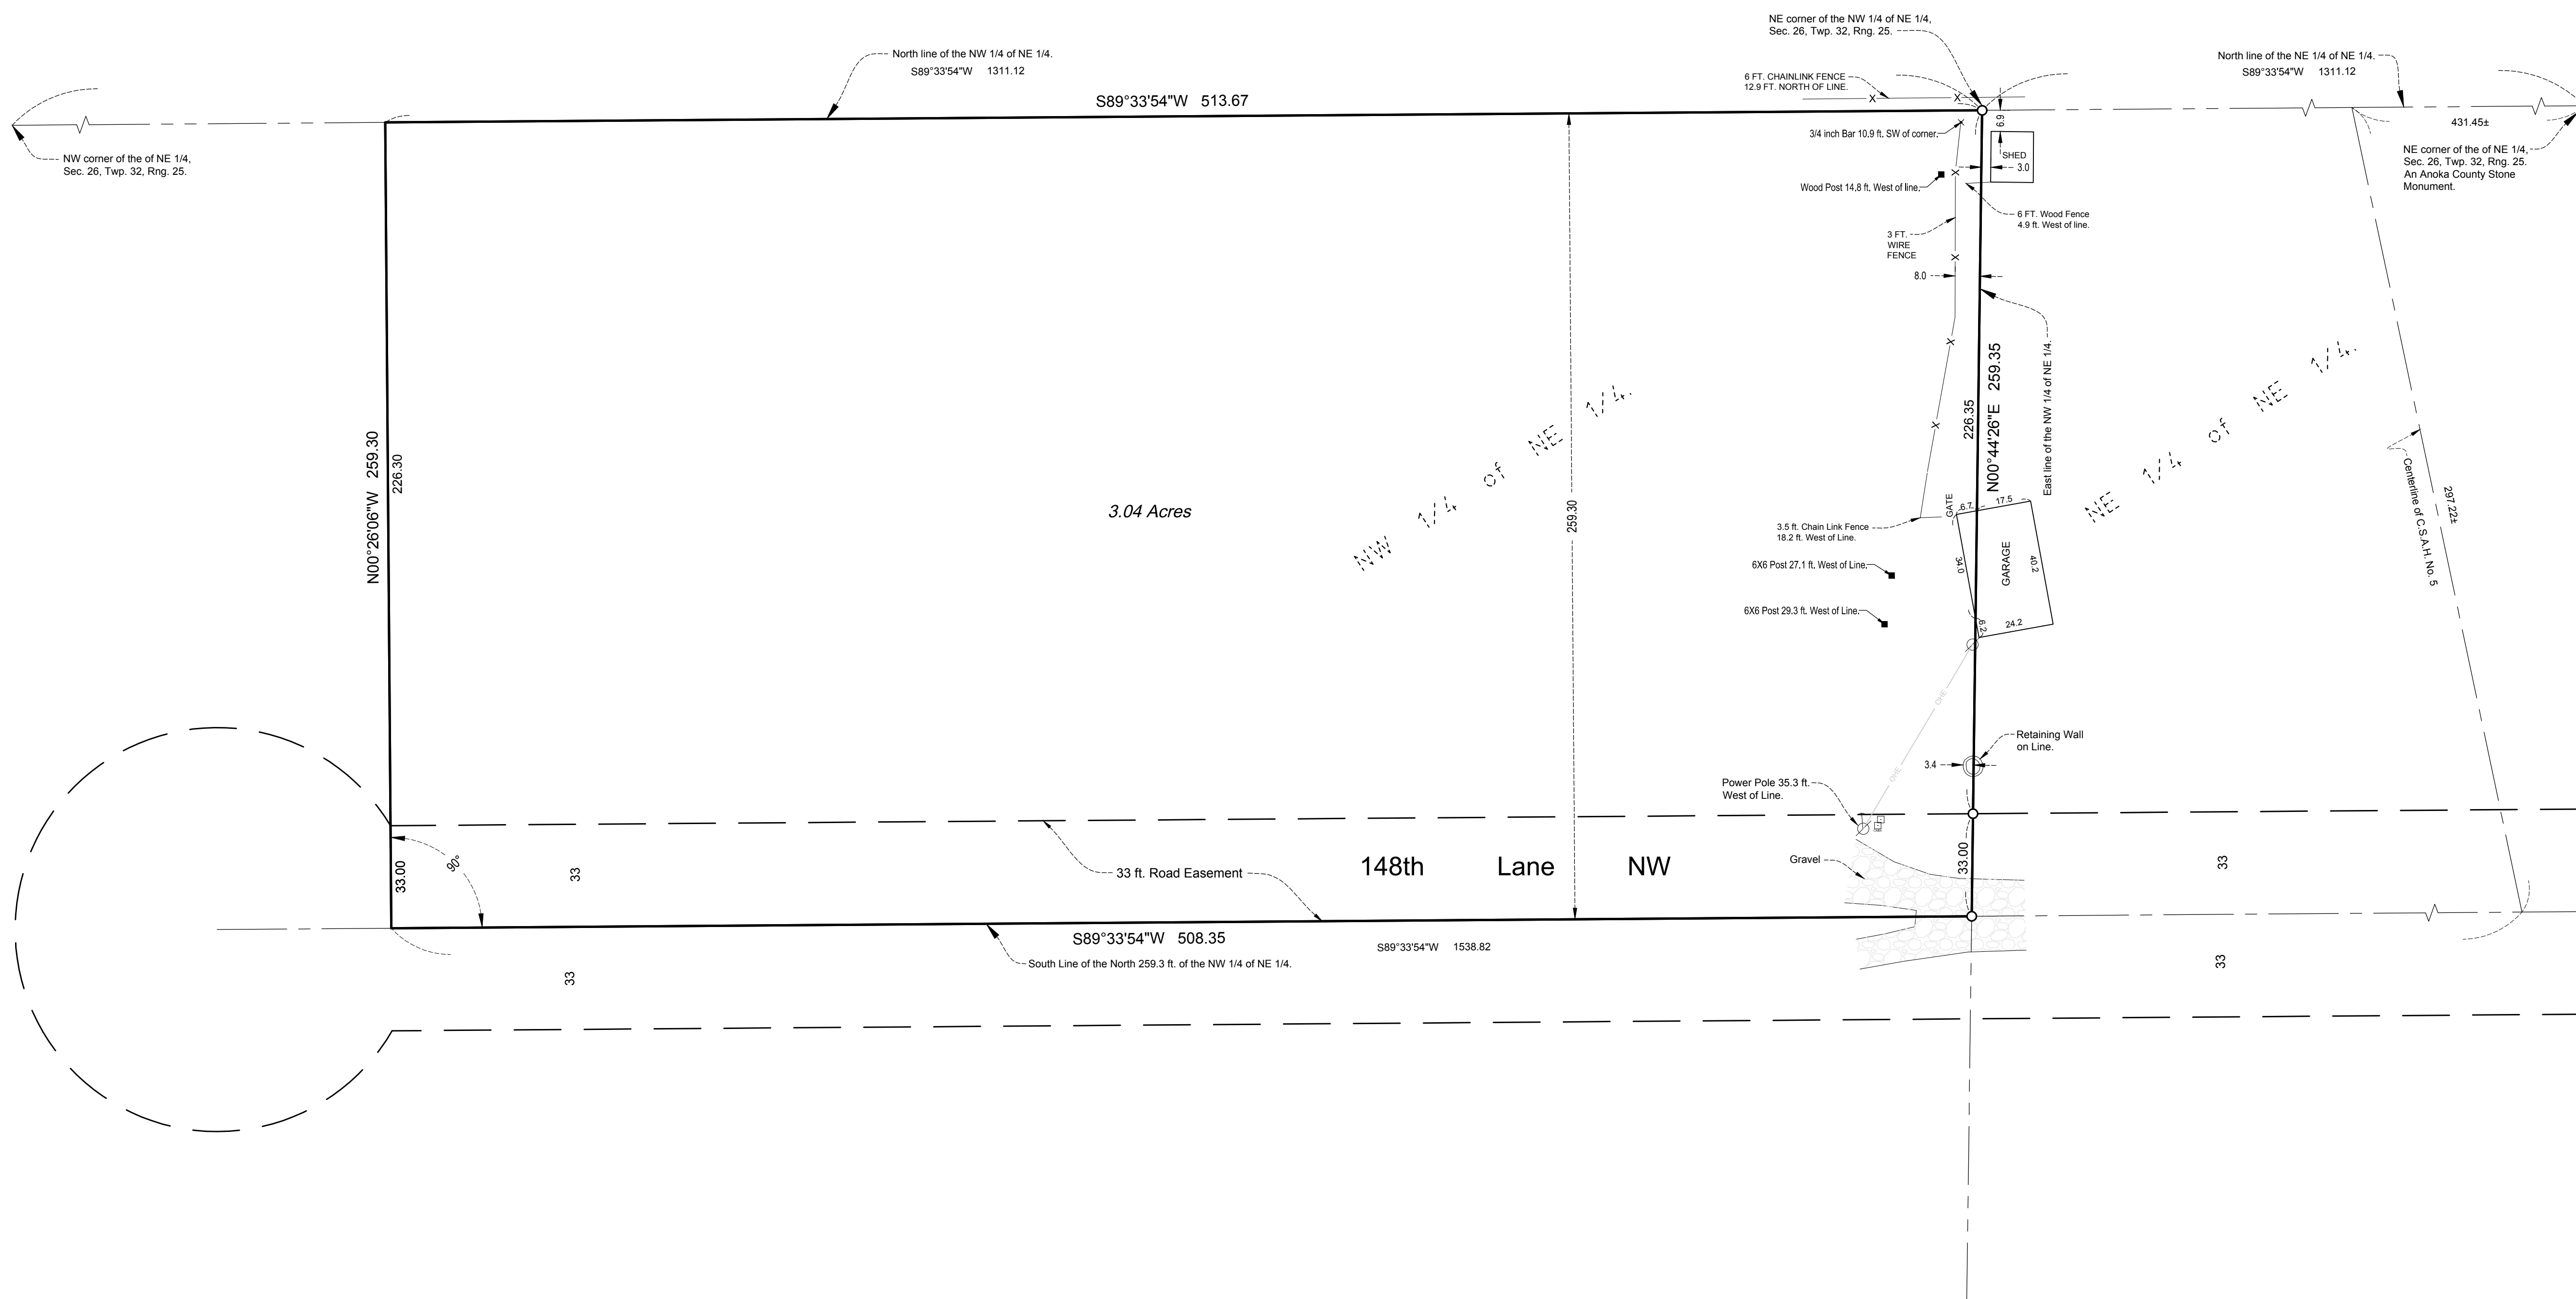 NE corner of the NW 1/4 of NE 1/4,
Sec. 26, Twp. 32, Rng. 25.
North line of the NW 1/4 of NE 1/4.
S89°33'54"W 1311.12
North line of the NE 1/4 of NE 1/4.
S89°33'54"W 1311.12
6 FT. CHAINLINK FENCE
12.9 FT. NORTH OF LINE.
S89°33'54"W 513.67
431.45±
NW corner of the of NE 1/4,
Sec. 26, Twp. 32, Rng. 25.
NE corner of the of NE 1/4,
Sec. 26, Twp. 32, Rng. 25.
An Anoka County Stone
Monument.
3/4 inch Bar 10.9 ft. SW of corner.
6.9
SHED
3.0
Wood Post 14.8 ft. West of line.
6 FT. Wood Fence
4.9 ft. West of line.
3 FT.
WIRE
FENCE
8.0
East line of the NW 1/4 of NE 1/4.
N00°44'26"E 259.35
226.35
N00°26'06"W 259.30
226.30
3.04 Acres
NW 1/4 of NE 1/4.
NE 1/4 of NE 1/4.
259.30
Centerline of C.S.A.H. No. 5
297.22±
GATE
6.7
17.5
3.5 ft. Chain Link Fence
18.2 ft. West of Line.
GARAGE
34.0
40.2
6X6 Post 27.1 ft. West of Line.
6X6 Post 29.3 ft. West of Line.
6.2
24.2
OHE
OHE
Retaining Wall
on Line.
3.4
Power Pole 35.3 ft.
West of Line.
Gravel
33.00
90°
33
33 ft. Road Easement
148th Lane NW
33.00
33
S89°33'54"W 508.35
S89°33'54"W 1538.82
South Line of the North 259.3 ft. of the NW 1/4 of NE 1/4.
33
33